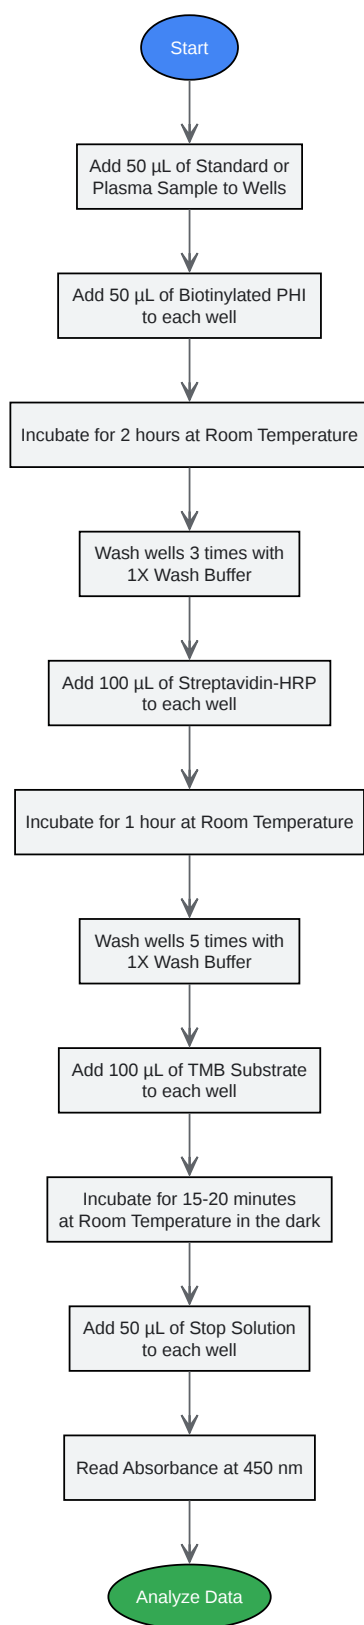 Start
Add 50 µL of Standard or
Plasma Sample to Wells
Add 50 µL of Biotinylated PHI
to each well
Incubate for 2 hours at Room Temperature
Wash wells 3 times with
1X Wash Buffer
Add 100 µL of Streptavidin-HRP
to each well
Incubate for 1 hour at Room Temperature
Wash wells 5 times with
1X Wash Buffer
Add 100 µL of TMB Substrate
to each well
Incubate for 15-20 minutes
at Room Temperature in the dark
Add 50 µL of Stop Solution
to each well
Read Absorbance at 450 nm
Analyze Data